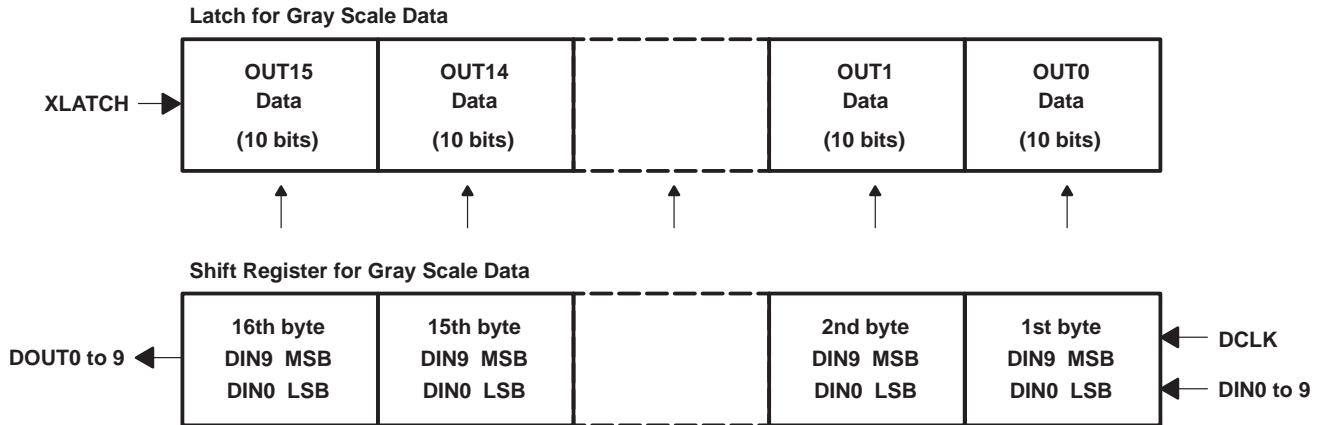 Latch for Gray Scale Data
XLATCH
OUT15
Data
(10 bits)
OUT14
Data
(10 bits)
OUT1
Data
(10 bits)
OUT0
Data
(10 bits)
Shift Register for Gray Scale Data
DOUT0 to 9
16th byte
DIN9 MSB
DIN0 LSB
15th byte
DIN9 MSB
DIN0 LSB
2nd byte
DIN9 MSB
DIN0 LSB
1st byte
DIN9 MSB
DIN0 LSB
DCLK
DIN0 to 9